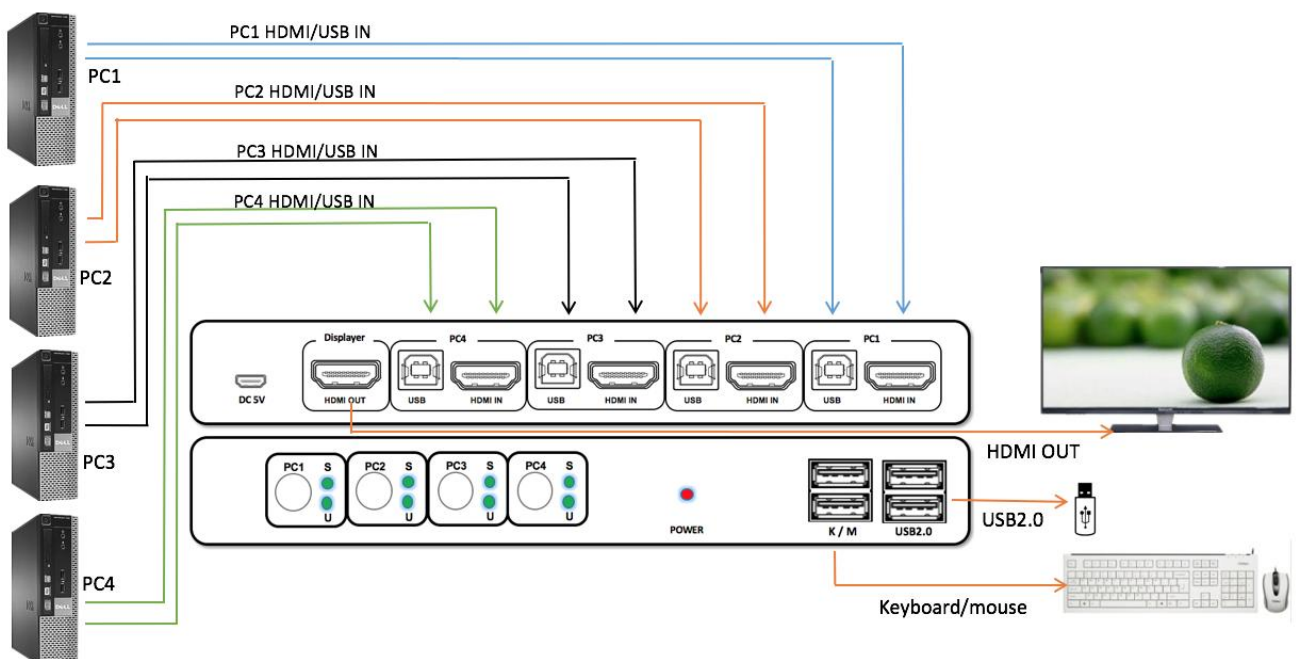 PC1 HDMI/USB IN
PC1
PC2 HDMI/USB IN
PC3 HDMI/USB IN
PC4 HDMI/USB IN
PC2
Displayer PC4 PC3 PC2 PC1
DC 5V HDMI OUT USB HDMI IN USB HDMI IN USB HDMI IN USB HDMI IN
HDMI OUT
PC3
PC1 S PC2 S PC3 S PC4 S
U U U U
POWER
K / M USB2.0
USB2.0
PC4
Keyboard/mouse